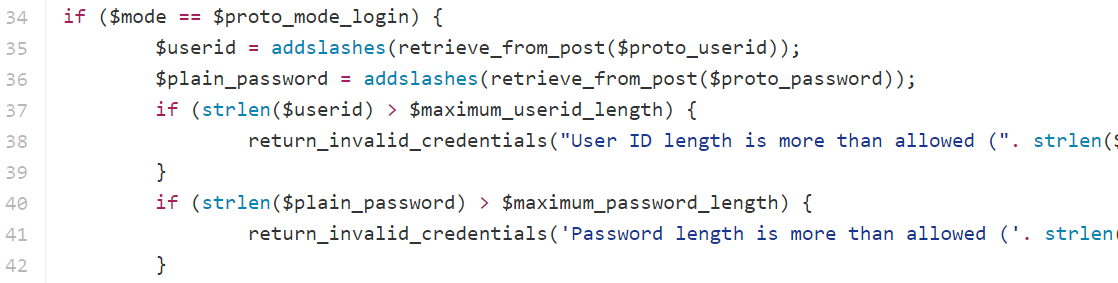 34 if ($mode == $proto_mode_login) {
35 $userid = addslashes(retrieve_from_post($proto_userid));
36 $plain_password = addslashes(retrieve_from_post($proto_password));
37 if (strlen($userid) > $maximum_userid_length) {
38 return_invalid_credentials("User ID length is more than allowed (". strlen($
39 }
40 if (strlen($plain_password) > $maximum_password_length) {
41 return_invalid_credentials('Password length is more than allowed ('. strlen(
42 }